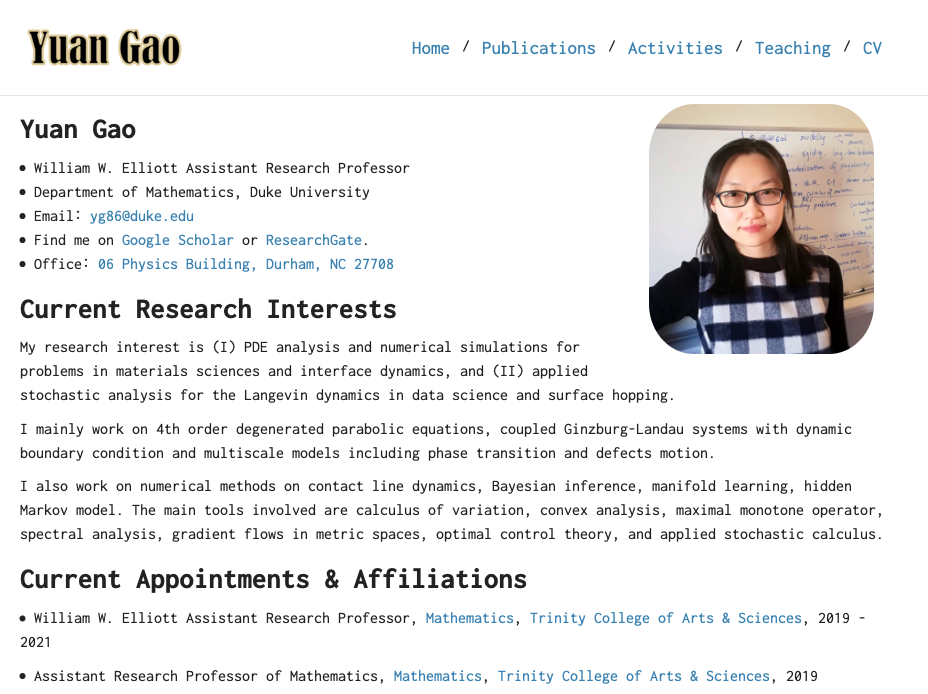 Yuan Gao
Home / Publications / Activities / Teaching / CV
Yuan Gao
• William W. Elliott Assistant Research Professor
• Department of Mathematics, Duke University
• Email: yg86@duke.edu
• Find me on Google Scholar or ResearchGate.
• Office: 06 Physics Building, Durham, NC 27708
Current Research Interests
My research interest is (I) PDE analysis and numerical simulations for
problems in materials sciences and interface dynamics, and (II) applied
stochastic analysis for the Langevin dynamics in data science and surface hopping.
I mainly work on 4th order degenerated parabolic equations, coupled Ginzburg-Landau systems with dynamic
boundary condition and multiscale models including phase transition and defects motion.
I also work on numerical methods on contact line dynamics, Bayesian inference, manifold learning, hidden
Markov model. The main tools involved are calculus of variation, convex analysis, maximal monotone operator,
spectral analysis, gradient flows in metric spaces, optimal control theory, and applied stochastic calculus.
Current Appointments & Affiliations
• William W. Elliott Assistant Research Professor, Mathematics, Trinity College of Arts & Sciences, 2019 -
2021
• Assistant Research Professor of Mathematics, Mathematics, Trinity College of Arts & Sciences, 2019